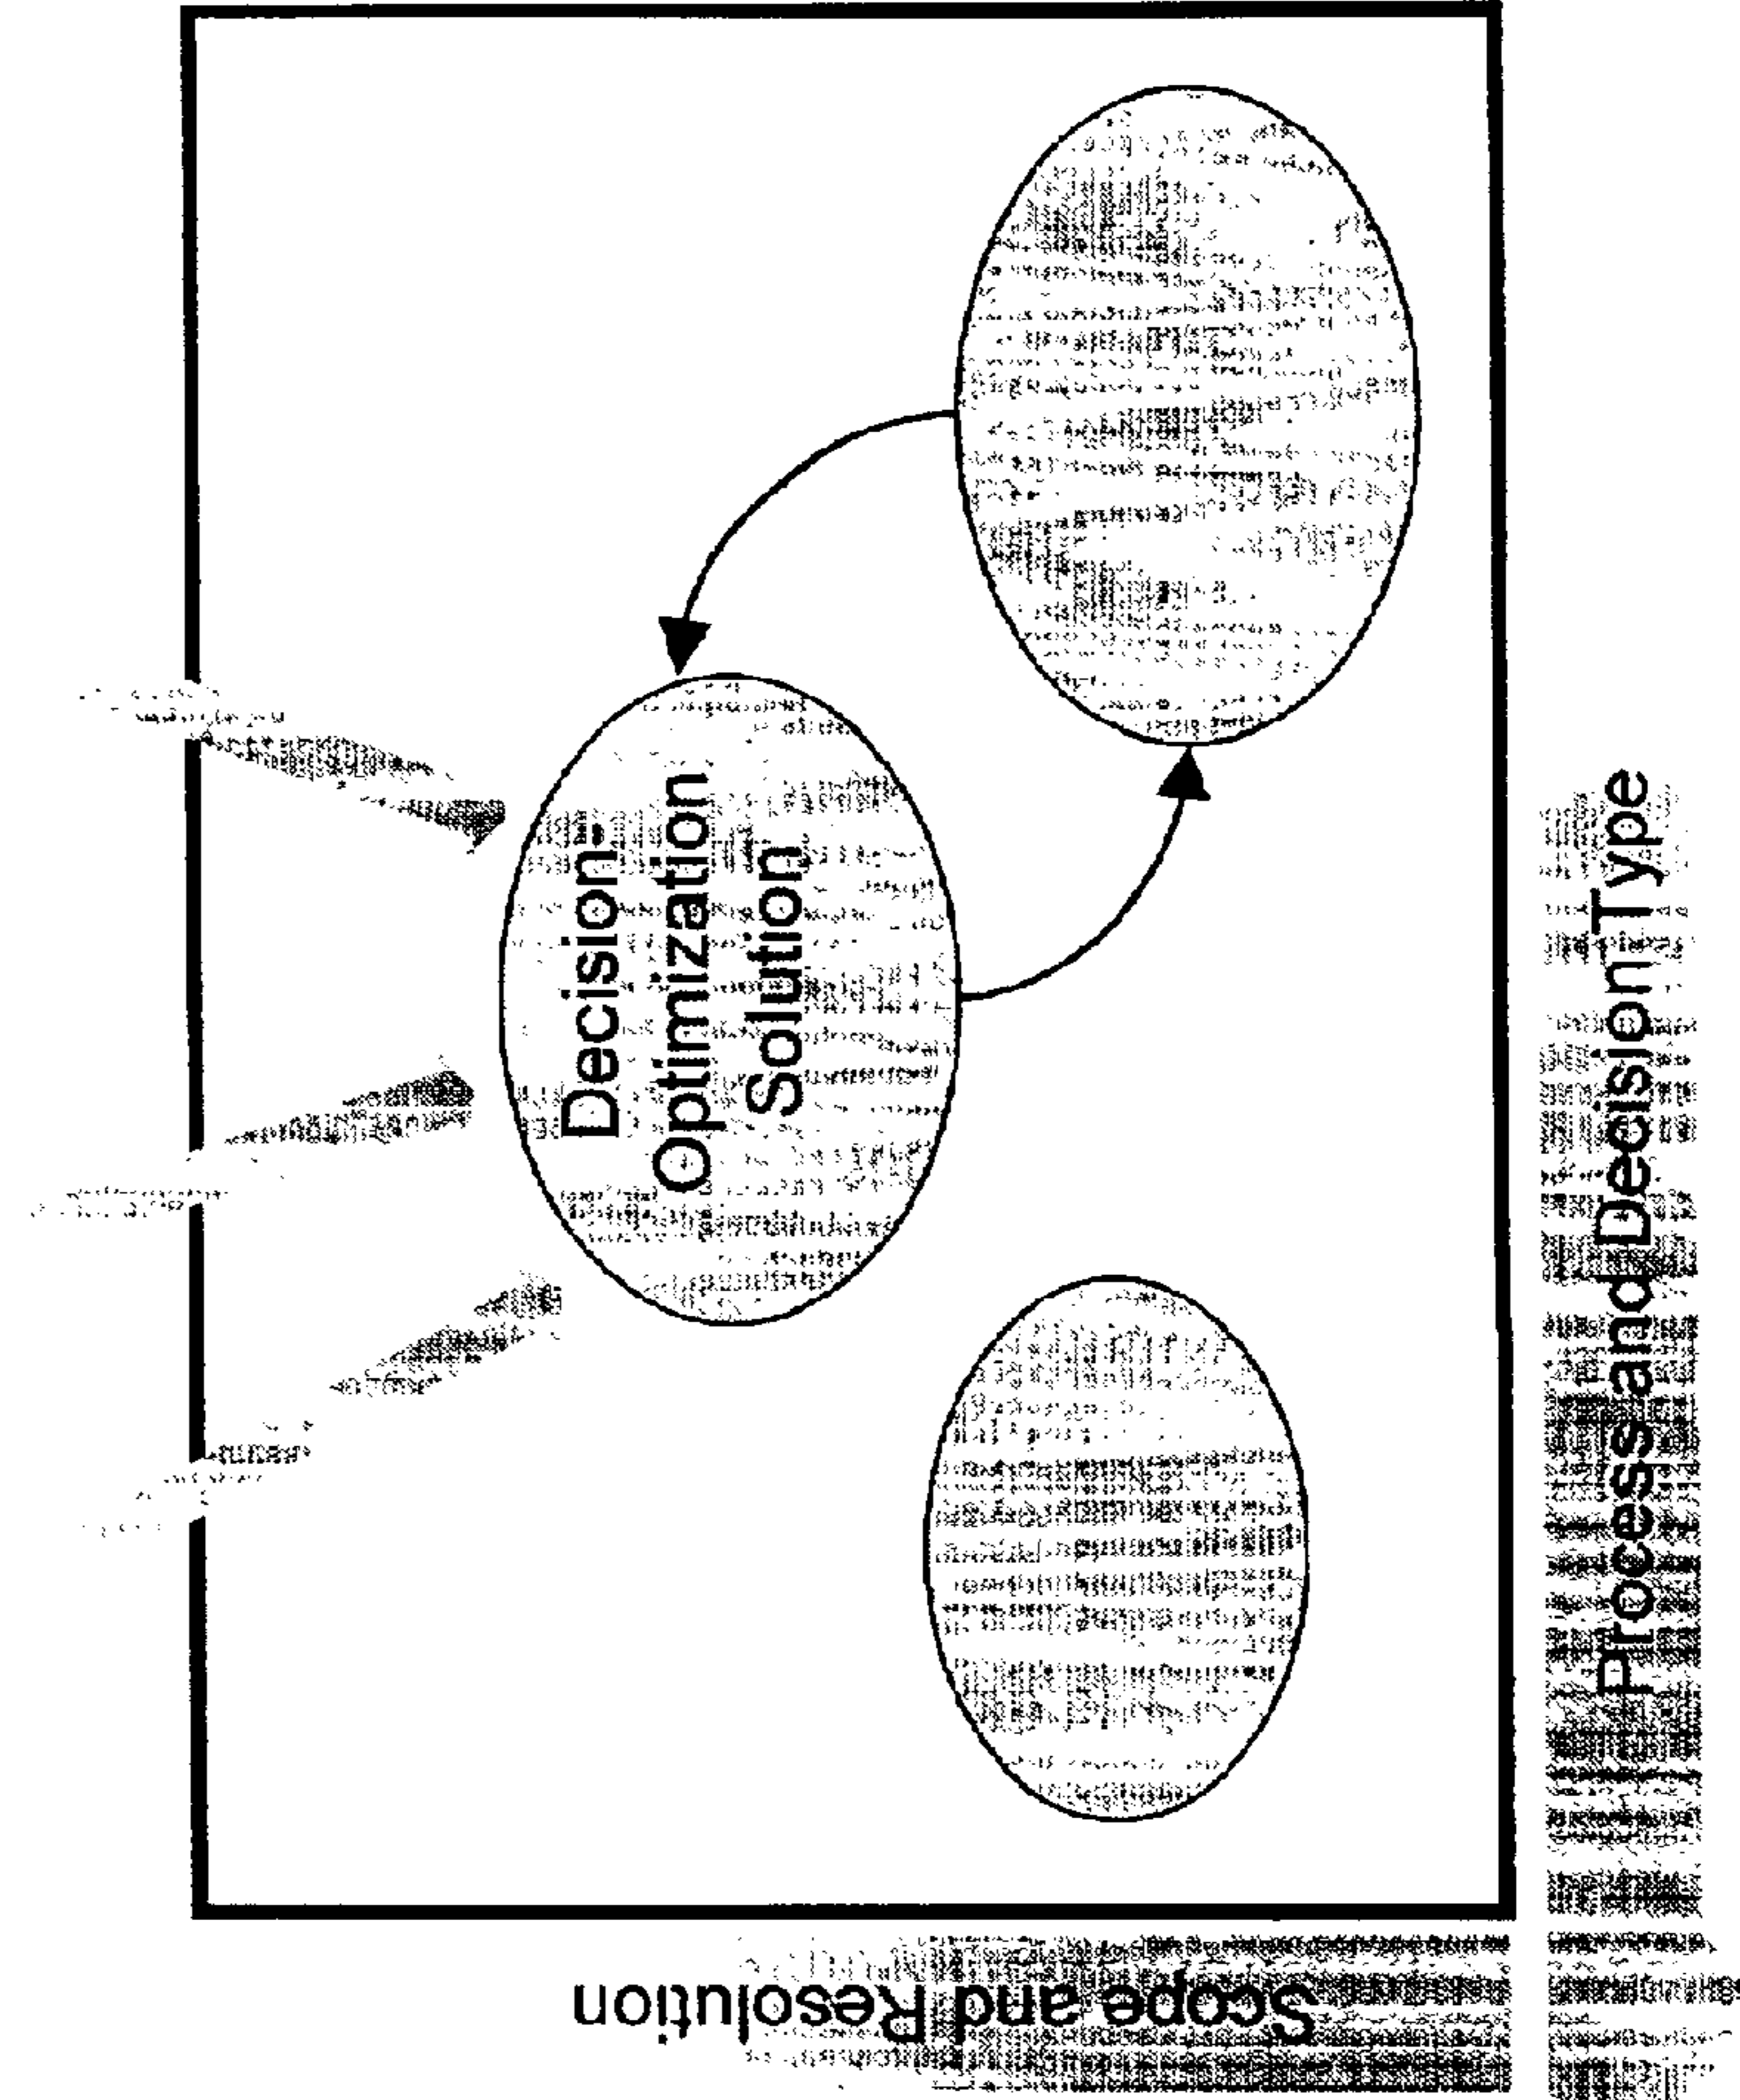 Decision-
Optimization
Solution
Scope and Resolution
Process and Decision Type